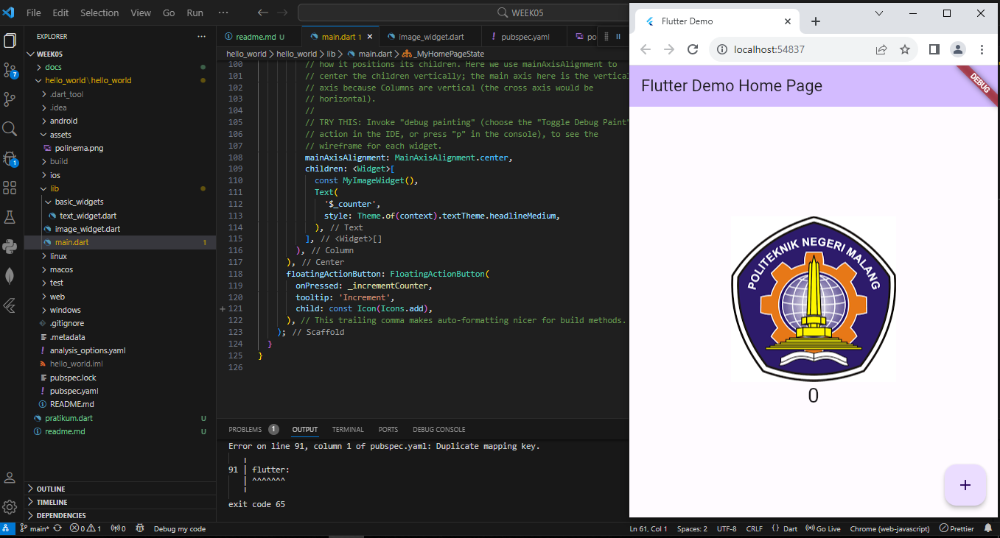 File Edit Selection View Go Run ···
WEEK05
EXPLORER
WEEK05
docs
hello_world\hello_world
.dart_tool
.idea
android
assets
polinema.png
build
ios
lib
basic_widgets
text_widget.dart
image_widget.dart
main.dart 1
linux
macos
test
web
windows
.gitignore
.metadata
analysis_options.yaml
hello_world.iml
pubspec.lock
pubspec.yaml
README.md
pratikum.dart U
readme.md U
OUTLINE
TIMELINE
DEPENDENCIES
7
1
readme.md U main.dart 1 image_widget.dart pubspec.yaml po
hello_world > hello_world > lib > main.dart > _MyHomePageState
100 // how it positions its children. Here we use mainAxisAlignment to
101 // center the children vertically; the main axis here is the vertical
102 // axis because Columns are vertical (the cross axis would be
103 // horizontal).
104 //
105 // TRY THIS: Invoke "debug painting" (choose the "Toggle Debug Paint"
106 // action in the IDE, or press "p" in the console), to see the
107 // wireframe for each widget.
108 mainAxisAlignment: MainAxisAlignment.center,
109 children: <Widget>[
110 const MyImageWidget(),
111 Text(
112 '$_counter',
113 style: Theme.of(context).textTheme.headlineMedium,
114 ), // Text
115 ], // <Widget>[]
116 ), // Column
117 ), // Center
118 floatingActionButton: FloatingActionButton(
119 onPressed: _incrementCounter,
120 tooltip: 'Increment',
121 child: const Icon(Icons.add),
122 ), // This trailing comma makes auto-formatting nicer for build methods.
123 ); // Scaffold
124 }
125 }
126
PROBLEMS 1 OUTPUT TERMINAL PORTS DEBUG CONSOLE
Error on line 91, column 1 of pubspec.yaml: Duplicate mapping key.
91 │ flutter:
│ ^^^^^^^
exit code 65
main* 0 1 0 Debug my code
Ln 61, Col 1 Spaces: 2 UTF-8 CRLF {} Dart Go Live Chrome (web-javascript) Prettier
Flutter Demo
localhost:54837
Flutter Demo Home Page
DEBUG
POLITEKNIK NEGERI MALANG
0
+